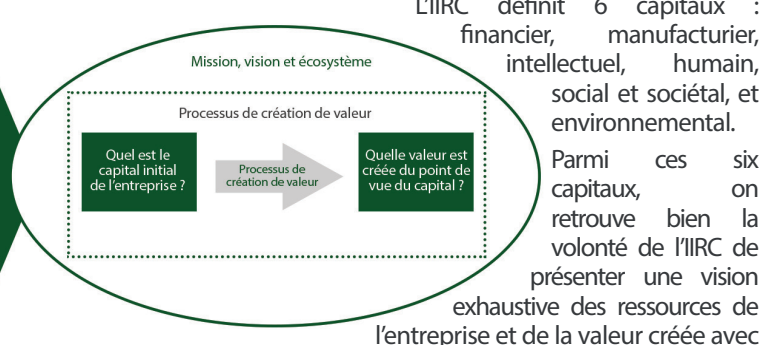 Mission, vision et écosystème
Processus de création de valeur
Quel est le
capital initial
de l'entreprise ?
Processus de
création de valeur
Quelle valeur est
créée du point de
vue du capital ?
L'IIRC définit 6 capitaux :
financier, manufacturier,
intellectuel, humain,
social et sociétal, et
environnemental.
Parmi ces six
capitaux, on
retrouve bien la
volonté de l'IIRC de
présenter une vision
exhaustive des ressources de
l'entreprise et de la valeur créée avec